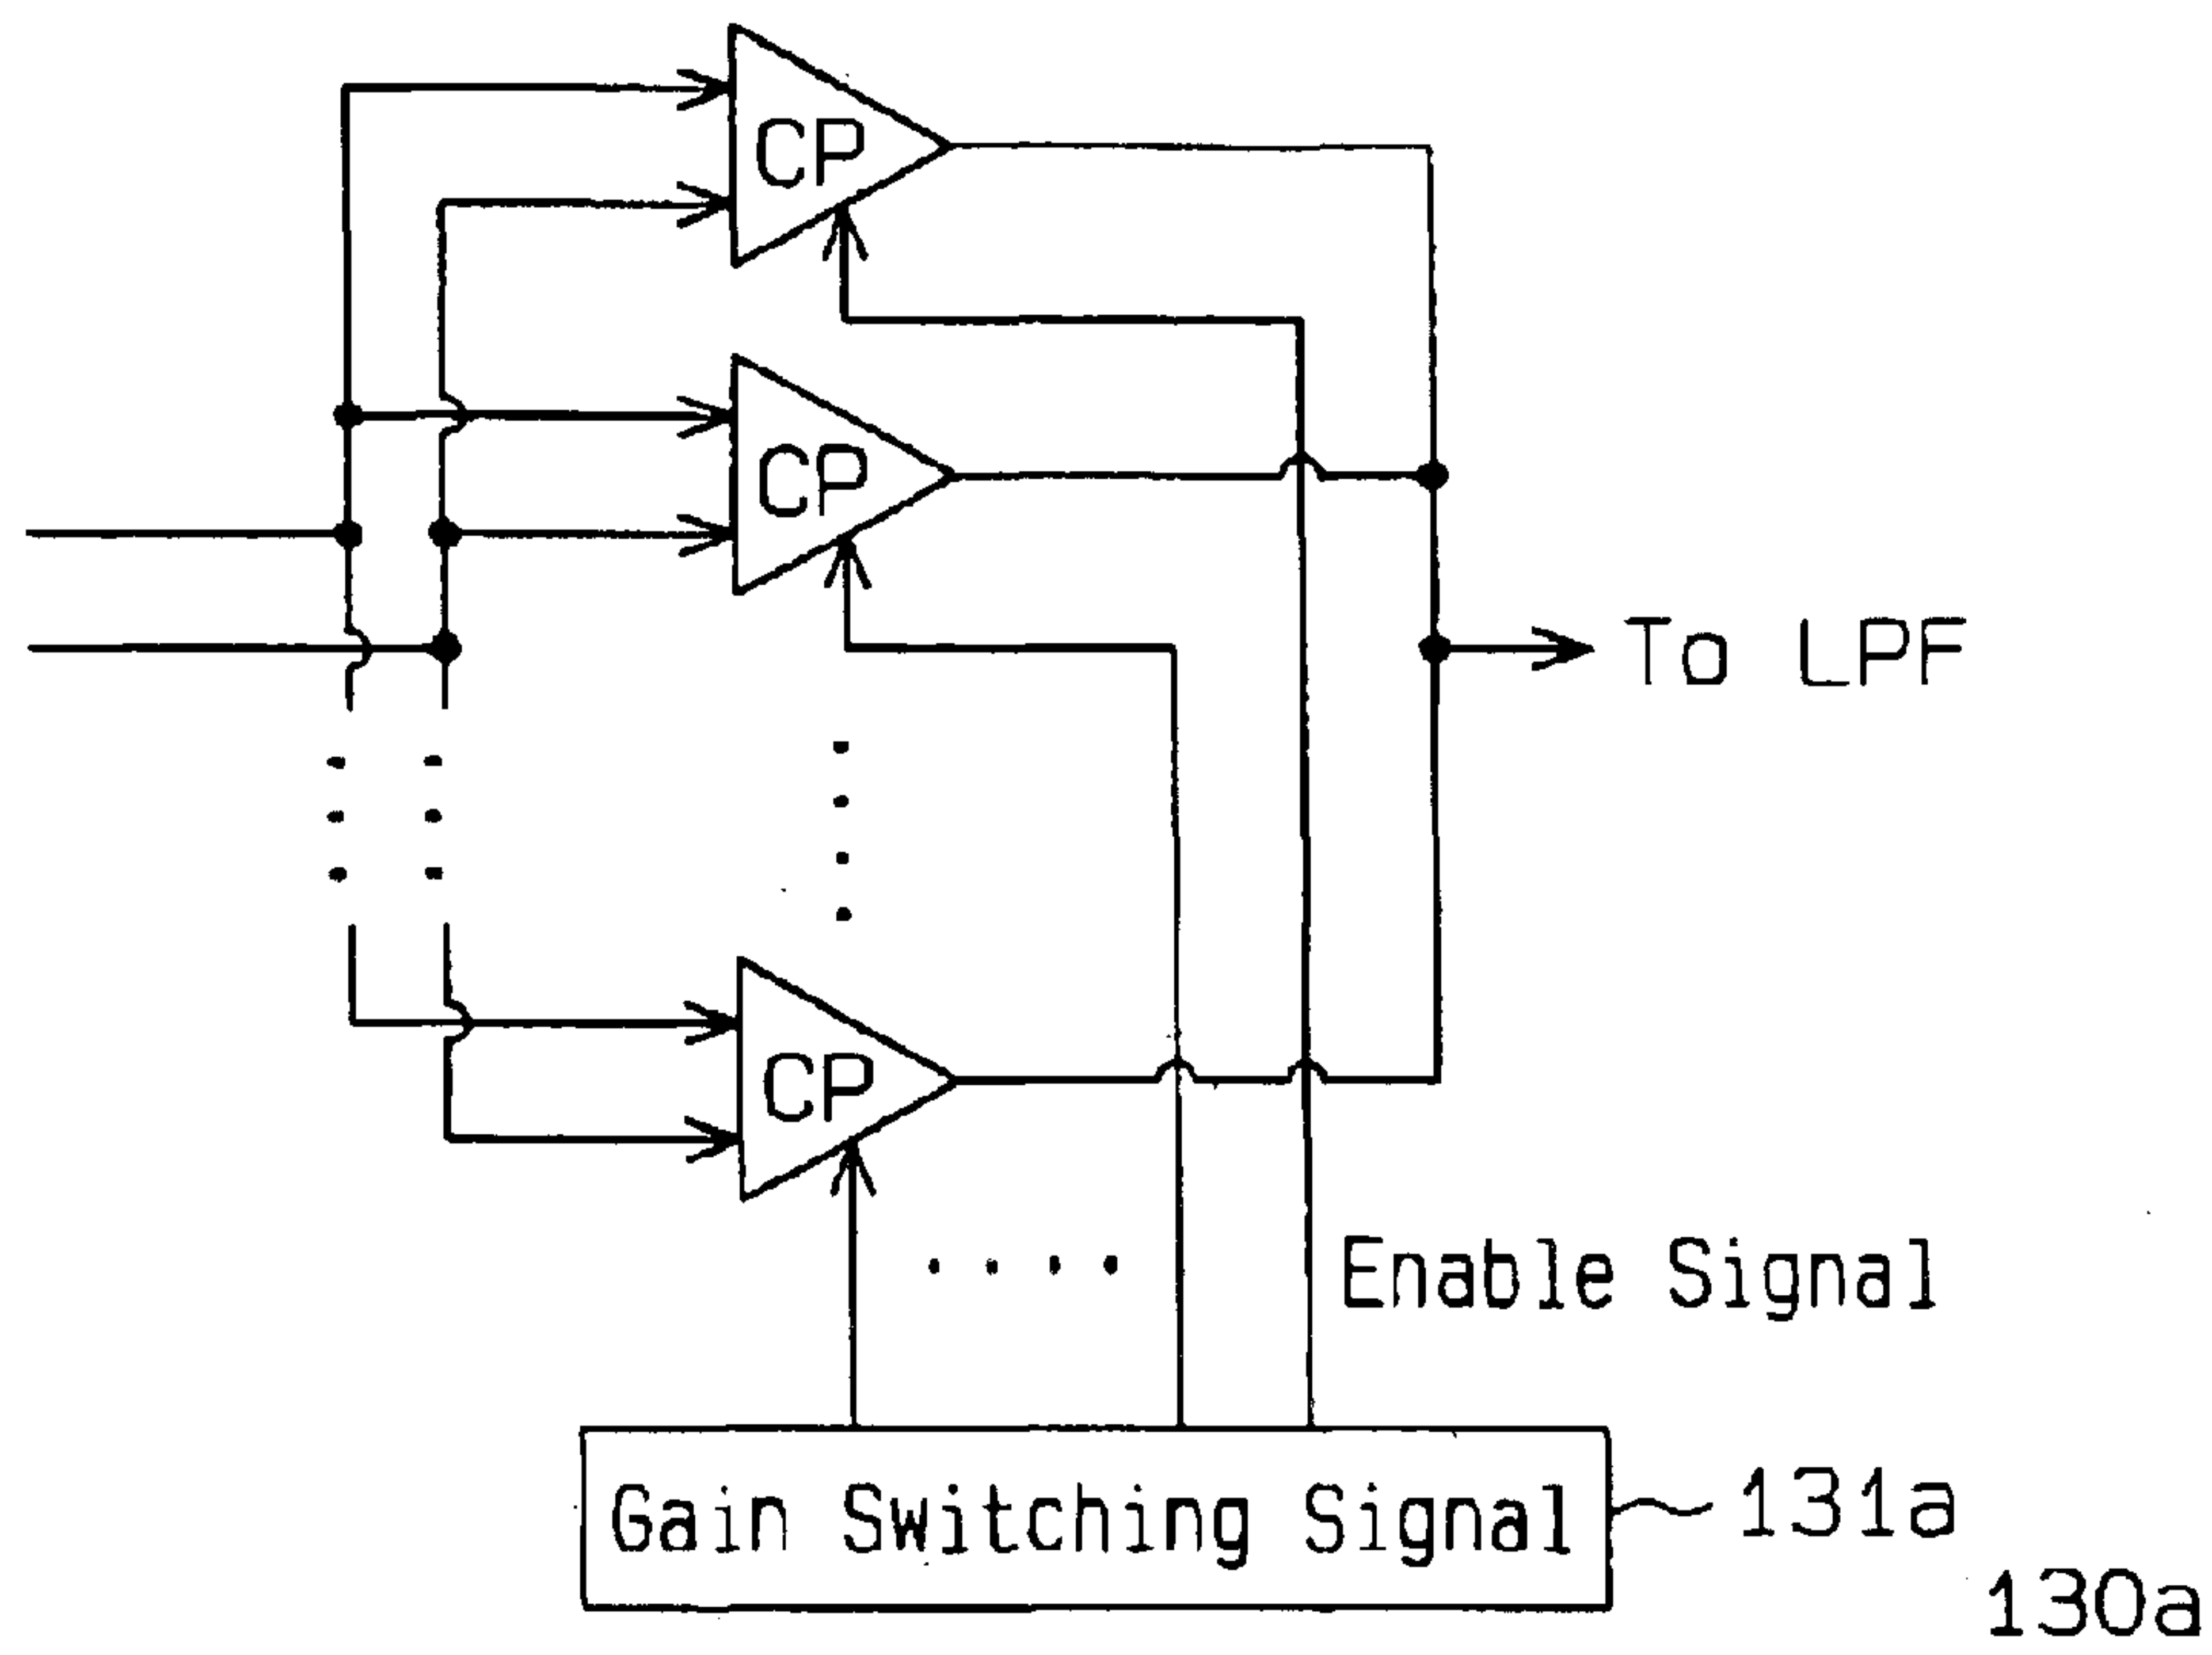 CP
CP
To LPF
CP
Enable Signal
Gain Switching Signal
131a
130a